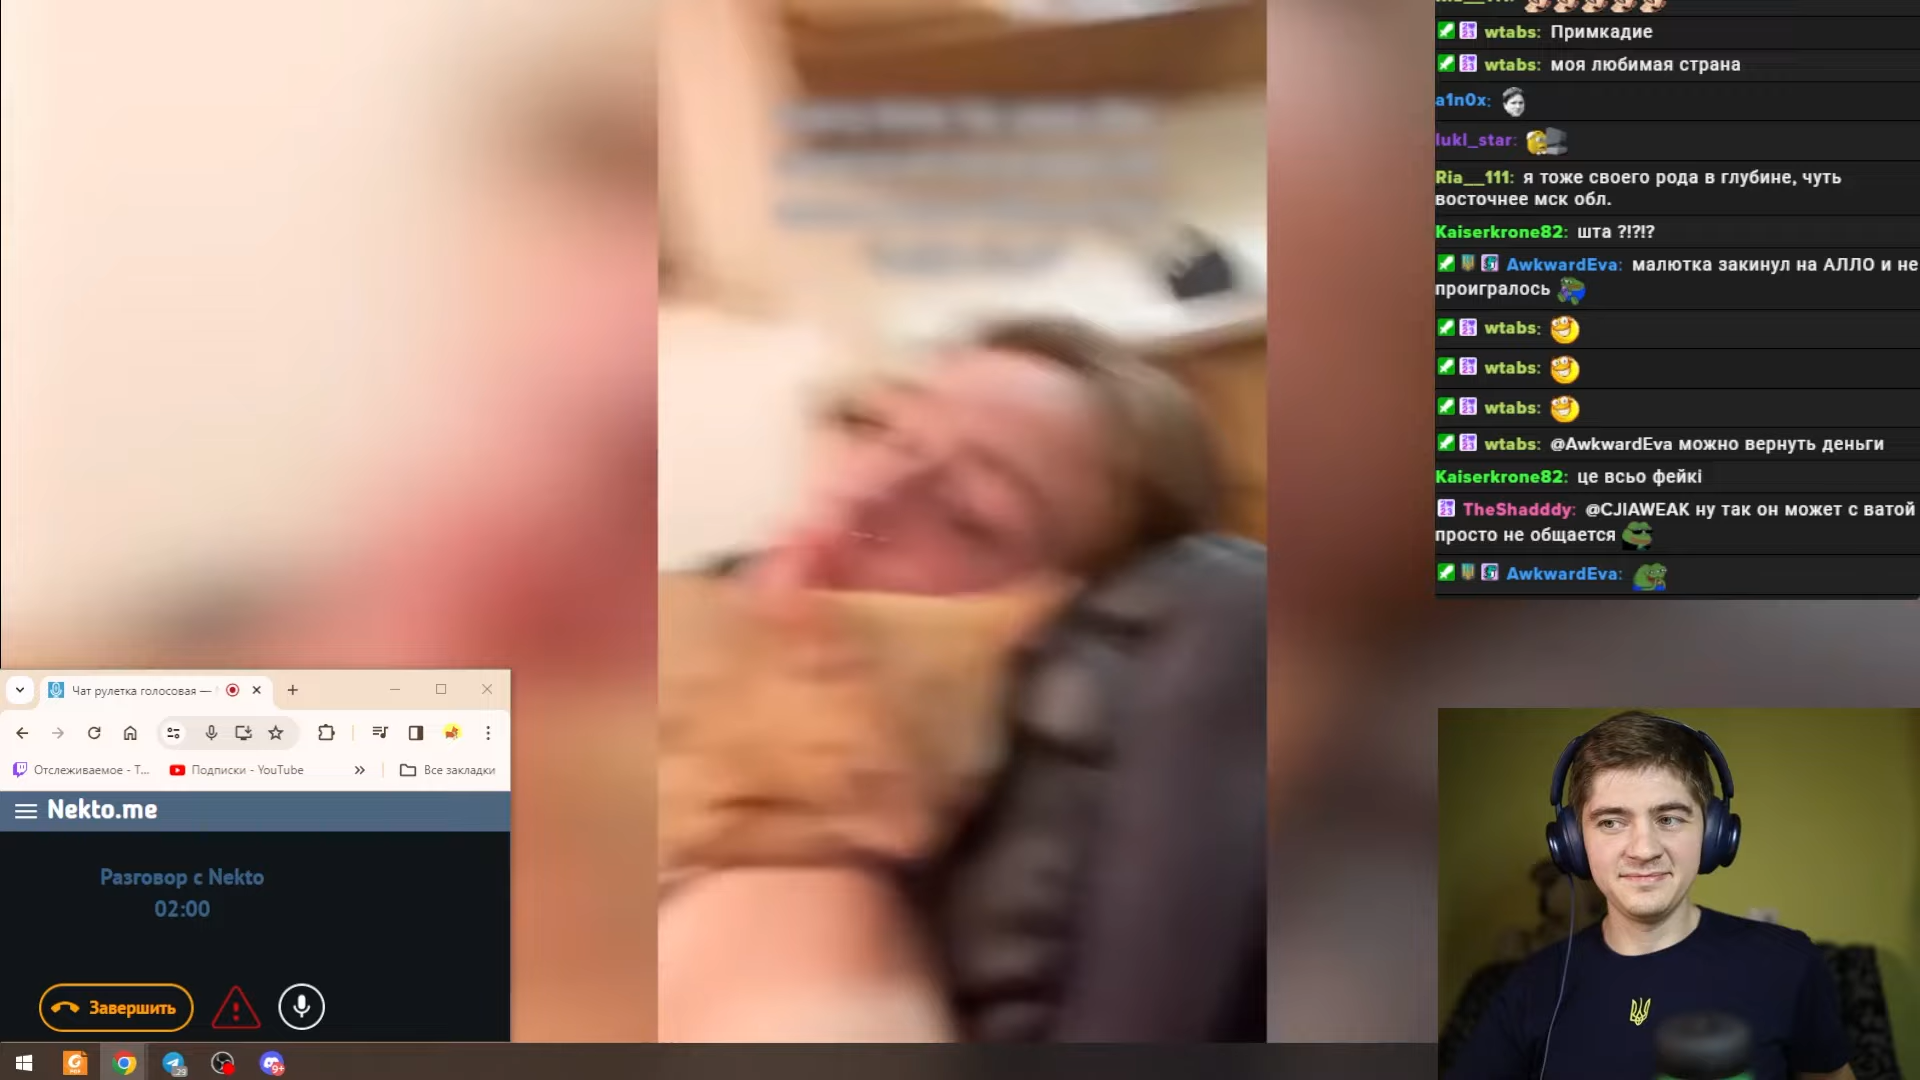 wtabs: Примкадие
wtabs: моя любимая страна
a1n0x:
lukl_star:
Ria__111: я тоже своего рода в глубине, чуть
восточнее мск обл.
Kaiserkrone82: шта ?!?!?
AwkwardEva: малютка закинул на АЛЛО и не
проигралось
wtabs:
wtabs:
wtabs:
wtabs: @AwkwardEva можно вернуть деньги
Kaiserkrone82: це всьо фейкі
TheShadddy: @CJIAWEAK ну так он может с ватой
просто не общается
AwkwardEva:
Чат рулетка голосовая —
Отслеживаемое - T...
Подписки - YouTube
Все закладки
Nekto.me
Разговор с Nekto
02:00
Завершить